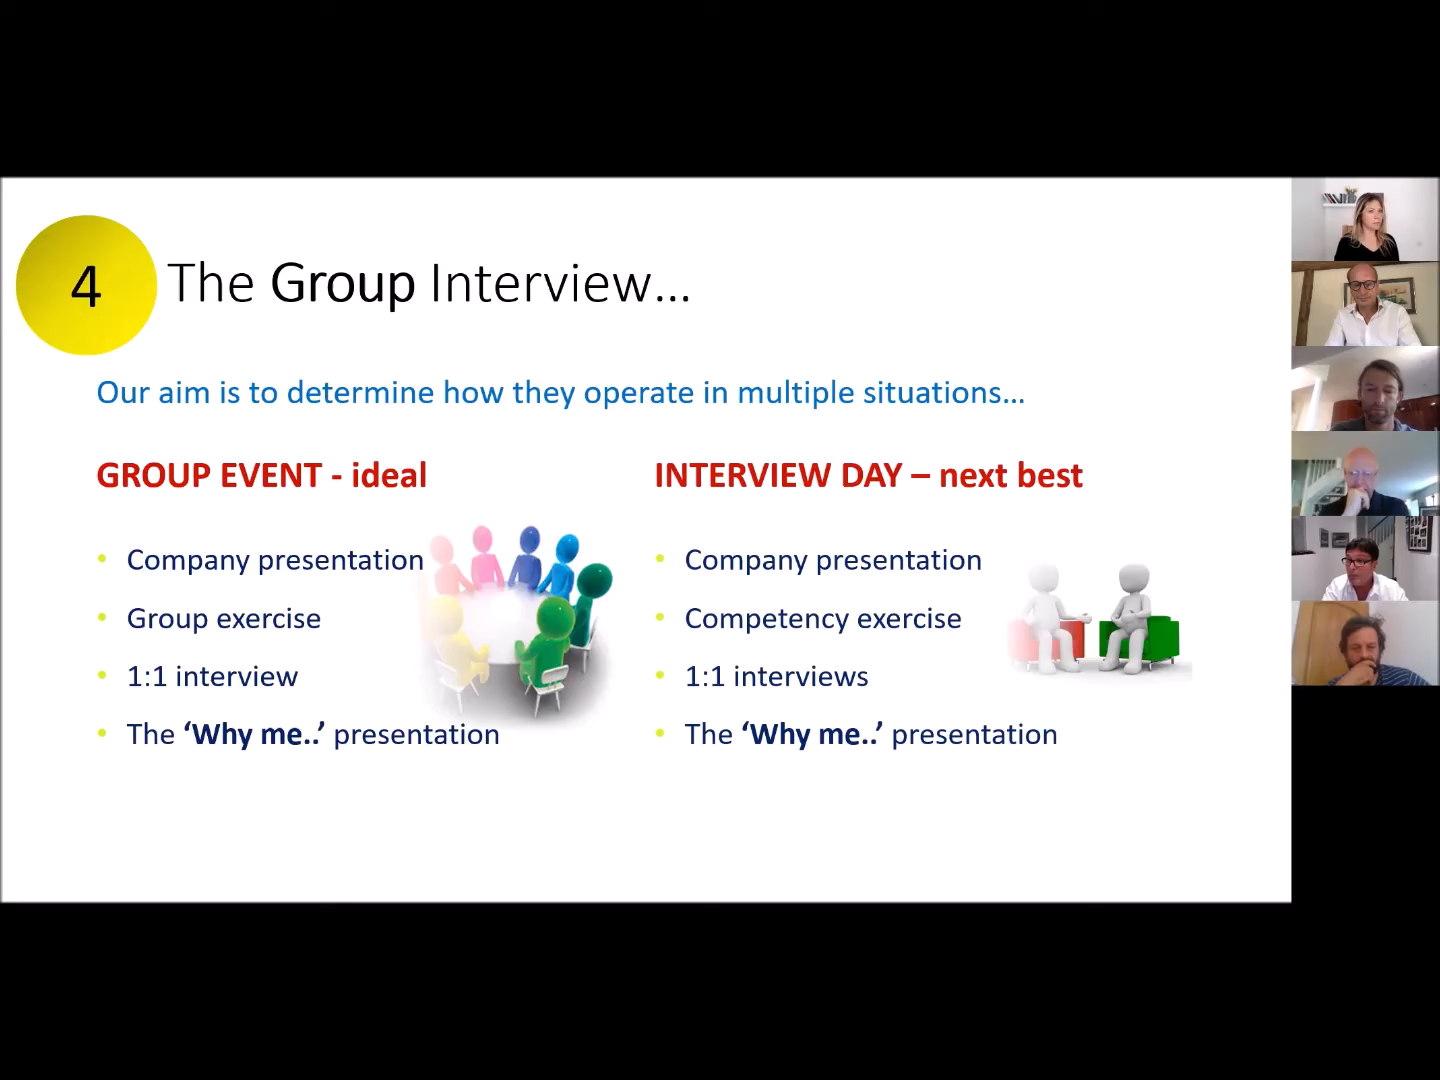 4
The Group Interview...
Our aim is to determine how they operate in multiple situations...
GROUP EVENT - ideal
• Company presentation
• Group exercise
• 1:1 interview
• The ‘Why me..’ presentation
INTERVIEW DAY – next best
• Company presentation
• Competency exercise
• 1:1 interviews
• The ‘Why me..’ presentation